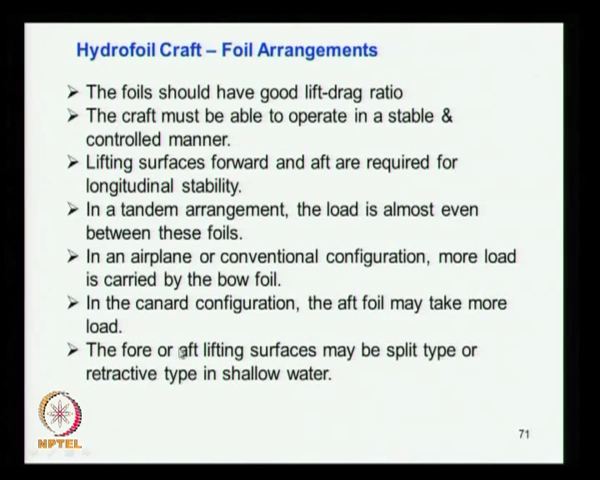 Hydrofoil Craft – Foil Arrangements
➢ The foils should have good lift-drag ratio
➢ The craft must be able to operate in a stable &
controlled manner.
➢ Lifting surfaces forward and aft are required for
longitudinal stability.
➢ In a tandem arrangement, the load is almost even
between these foils.
➢ In an airplane or conventional configuration, more load
is carried by the bow foil.
➢ In the canard configuration, the aft foil may take more
load.
➢ The fore or aft lifting surfaces may be split type or
retractive type in shallow water.
NPTEL
71